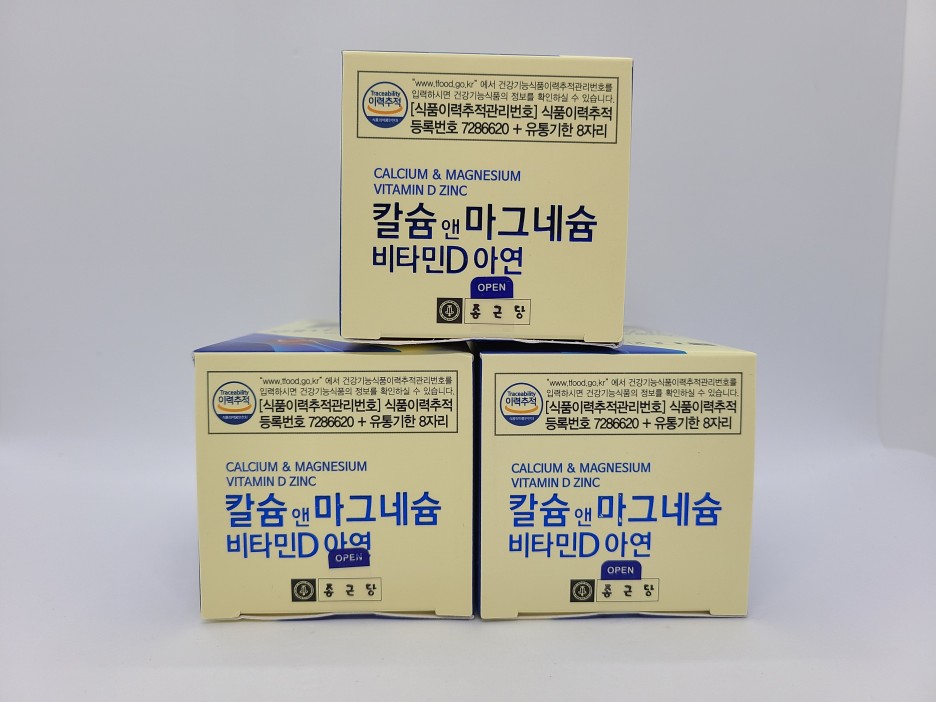 Traceability
이력추적
"www.tfood.go.kr" 에서 건강기능식품이력추적관리번호를
입력하시면 건강기능식품의 정보를 확인하실 수 있습니다.
[식품이력추적관리번호] 식품이력추적
등록번호 7286620 + 유통기한 8자리
CALCIUM & MAGNESIUM
VITAMIN D ZINC
칼슘 앤 마그네슘
비타민D 아연
OPEN
종근당
Traceability
이력추적
"www.tfood.go.kr" 에서 건강기능식품이력추적관리번호를
입력하시면 건강기능식품의 정보를 확인하실 수 있습니다.
[식품이력추적관리번호] 식품이력추적
등록번호 7286620 + 유통기한 8자리
CALCIUM & MAGNESIUM
VITAMIN D ZINC
칼슘 앤 마그네슘
비타민D 아연
OPEN
종근당
Traceability
이력추적
"www.tfood.go.kr" 에서 건강기능식품이력추적관리번호를
입력하시면 건강기능식품의 정보를 확인하실 수 있습니다.
[식품이력추적관리번호] 식품이력추적
등록번호 7286620 + 유통기한 8자리
CALCIUM & MAGNESIUM
VITAMIN D ZINC
칼슘 앤 마그네슘
비타민D 아연
OPEN
종근당